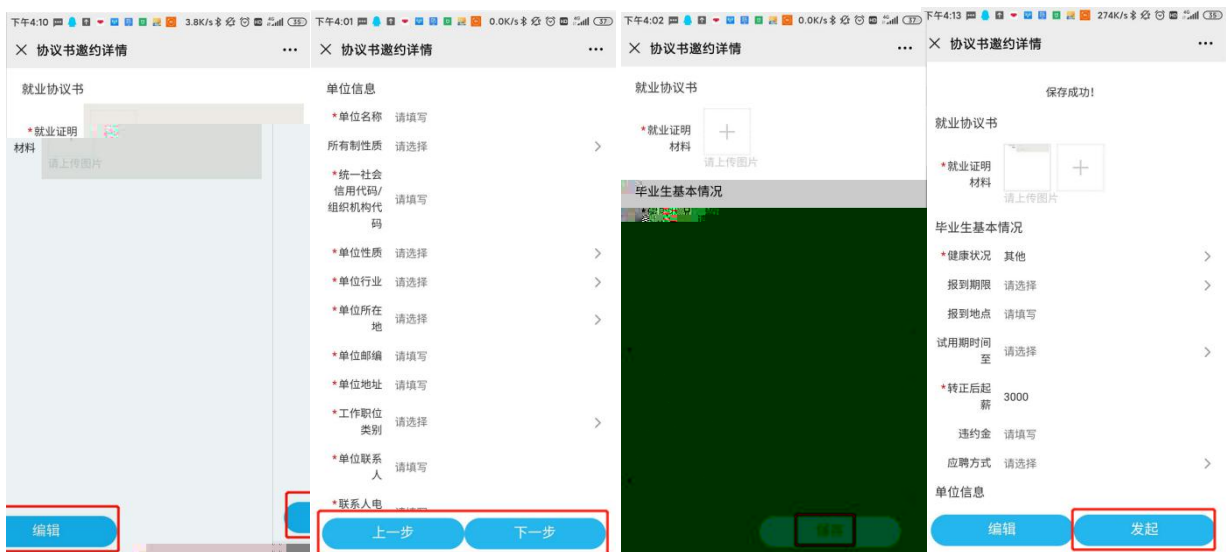 下午4:10
3.8K/s
35
协议书邀约详情
就业协议书
*就业证明
材料
请上传图片
编辑
下午4:01
0.0K/s
37
协议书邀约详情
单位信息
*单位名称 请填写
所有制性质 请选择
*统一社会
信用代码/
组织机构代
码
请填写
*单位性质 请选择
*单位行业 请选择
*单位所在
地
请选择
*单位邮编 请填写
*单位地址 请填写
*工作职位
类别
请选择
*单位联系
人
请填写
*联系人电
上一步
下一步
下午4:02
0.0K/s
37
协议书邀约详情
就业协议书
*就业证明
材料
请上传图片
毕业生基本情况
下午4:13
274K/s
35
协议书邀约详情
保存成功!
就业协议书
*就业证明
材料
请上传图片
毕业生基本情况
*健康状况 其他
报到期限 请选择
报到地点 请填写
试用期时间
至
请选择
*转正后起
薪
3000
违约金 请填写
应聘方式 请选择
单位信息
编辑
发起